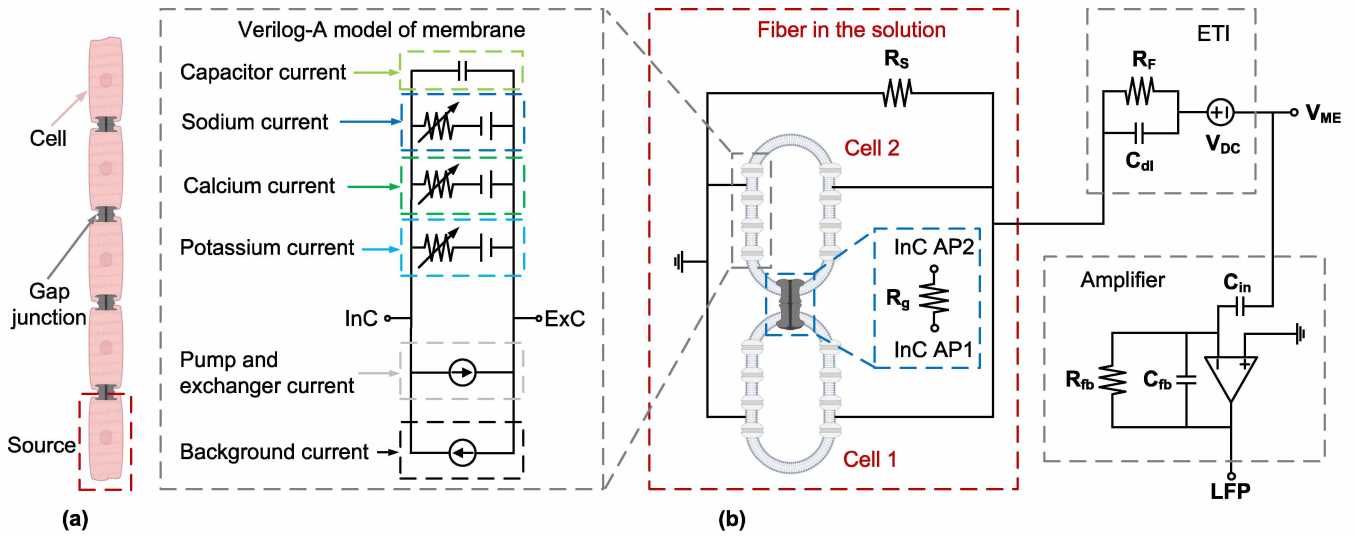 Cell
Gap
junction
Source
(a)
Verilog-A model of membrane
Capacitor current
Sodium current
Calcium current
Potassium current
InC
ExC
Pump and
exchanger current
Background current
Fiber in the solution
RS
Cell 2
InC AP2
Rg
InC AP1
Cell 1
(b)
ETI
RF
Cdl
VDC
+
VME
Amplifier
Cin
Rfb
Cfb
- +
LFP